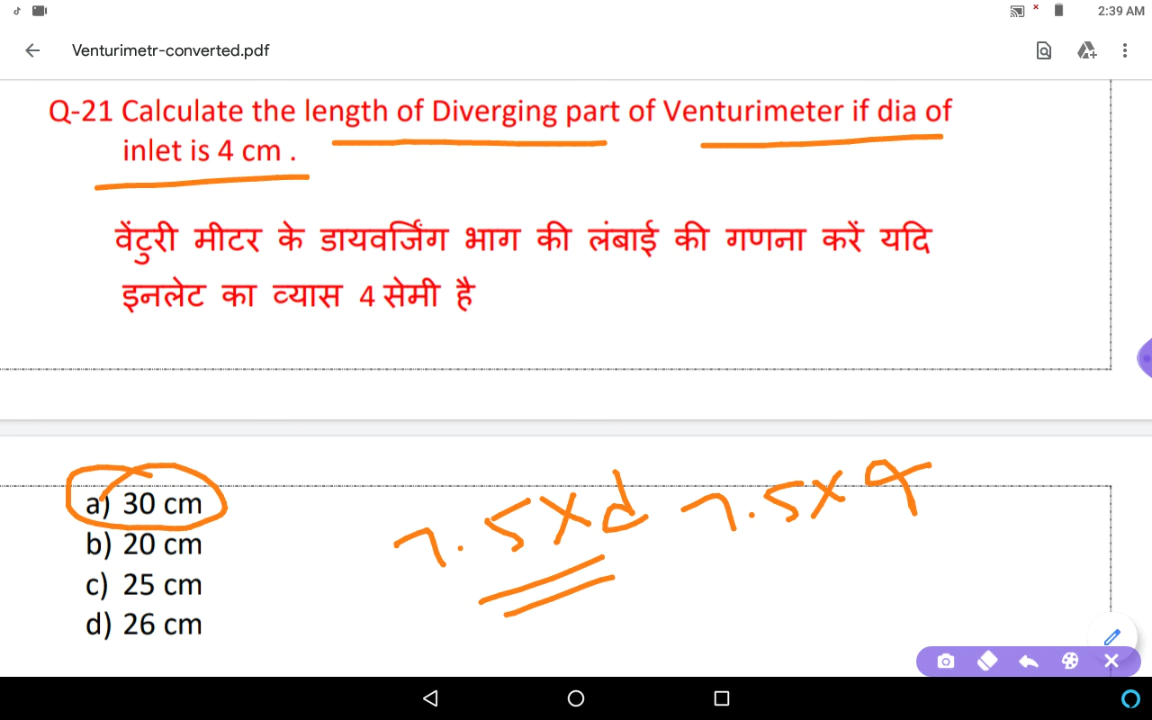 2:39 AM
Venturimetr-converted.pdf
Q-21 Calculate the length of Diverging part of Venturimeter if dia of
inlet is 4 cm .
वेंटुरी मीटर के डायवर्जिंग भाग की लंबाई की गणना करें यदि
इनलेट का व्यास 4 सेमी है
a) 30 cm
7.5×d 7.5×4
b) 20 cm
c) 25 cm
d) 26 cm